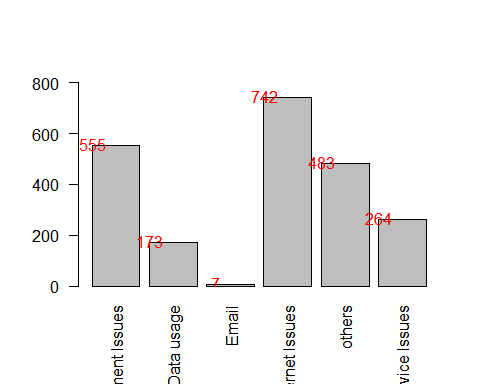 800
600
400
200
0
555
173
7
742
483
264
ment Issues
Data usage
Email
ernet Issues
others
vice Issues